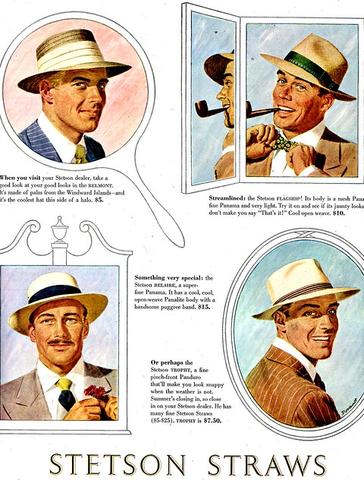 When you visit your Stetson dealer, take a
good look at your good looks in the BELMONT.
It's made of palm from the Windward Islands—and
it's the coolest hat this side of a halo. $5.
Streamlined: the Stetson FLAGSHIP! Its body is a mesh
fine Panama and very light. Try it on and see if its jaunty
don't make you say "That's it!" Cool open weave. $10.
Something very special: the
Stetson BELAIRE, a super-
fine Panama. It has a cool, cool,
open-weave Panalite body with a
handsome puggree band. $15.
Or perhaps the
Stetson TROPHY, a fine
pinch-front Panduro
that'll make you look snappy
when the weather is not.
Summer's closing in, so close
in on your Stetson dealer. He has
many fine Stetson Straws
($5-$25). TROPHY is $7.50.
STETSON STRAWS